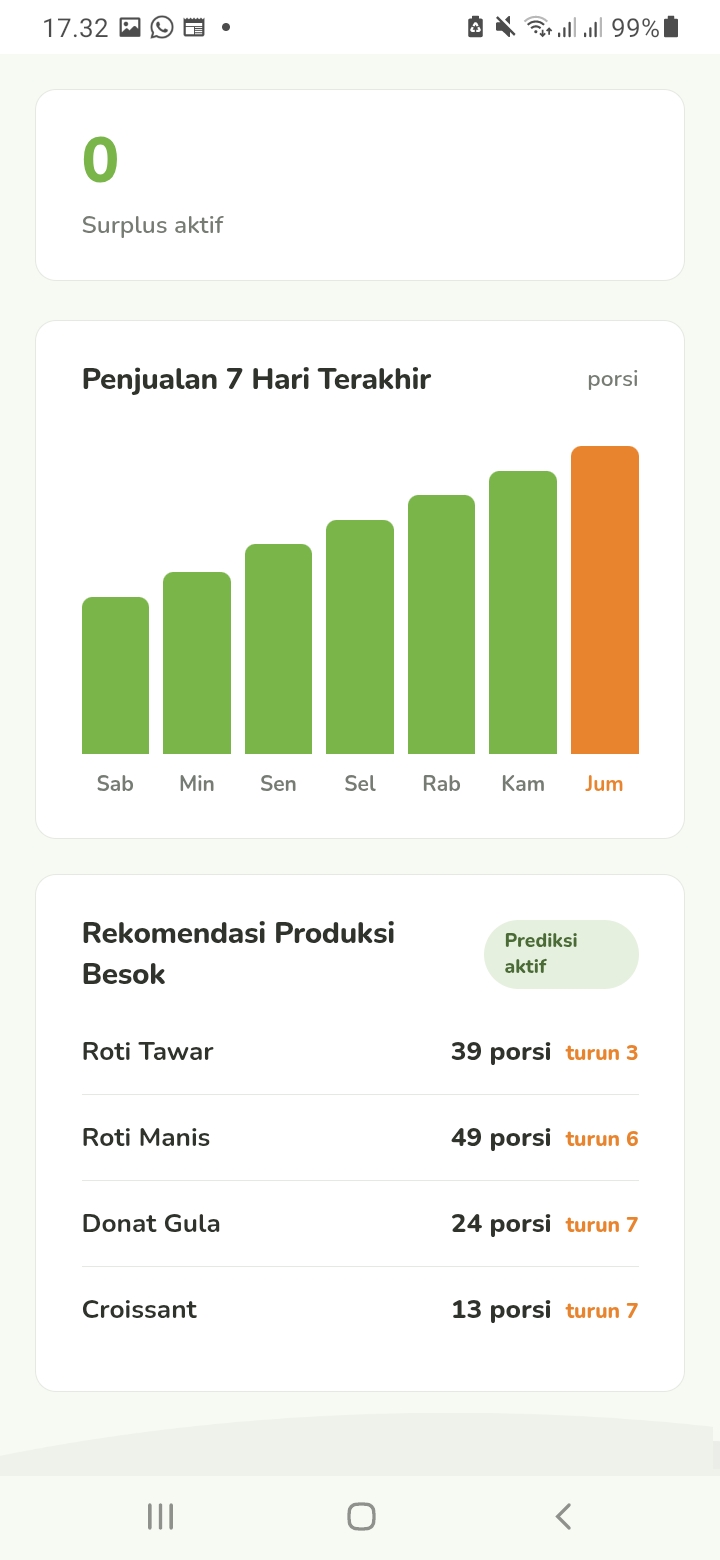 17.32
99%
0
Surplus aktif
Penjualan 7 Hari Terakhir
porsi
Sab Min Sen Sel Rab Kam Jum
Rekomendasi Produksi
Besok
Prediksi
aktif
Roti Tawar 39 porsi turun 3
Roti Manis 49 porsi turun 6
Donat Gula 24 porsi turun 7
Croissant 13 porsi turun 7